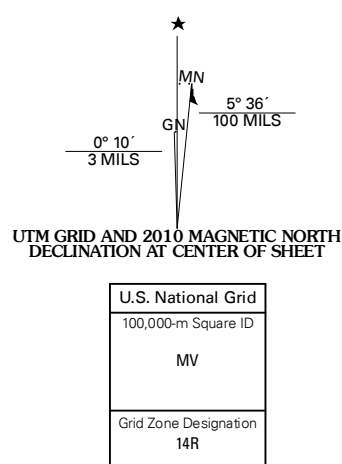 ★
MN
5° 36´
100 MILS
GN
0° 10´
3 MILS
UTM GRID AND 2010 MAGNETIC NORTH
DECLINATION AT CENTER OF SHEET
U.S. National Grid
100,000-m Square ID
MV
Grid Zone Designation
14R